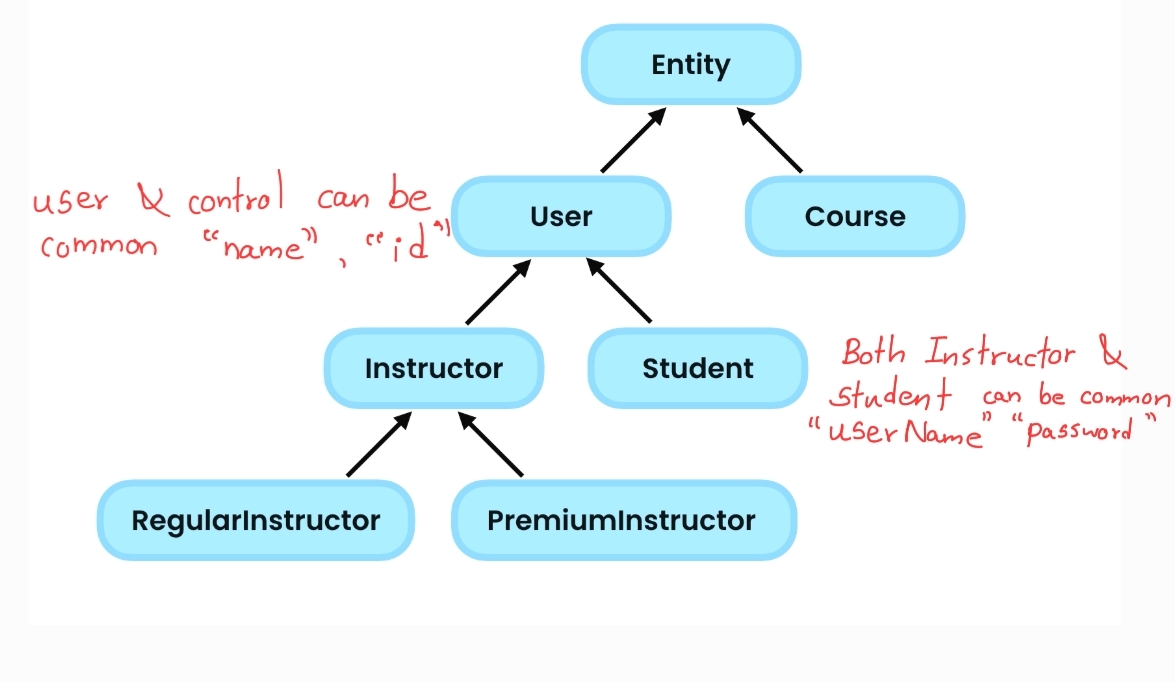 Entity
user & control can be
common "name", "id"
User
Course
Instructor
Student
Both Instructor &
student can be common
"userName" "password"
RegularInstructor
PremiumInstructor